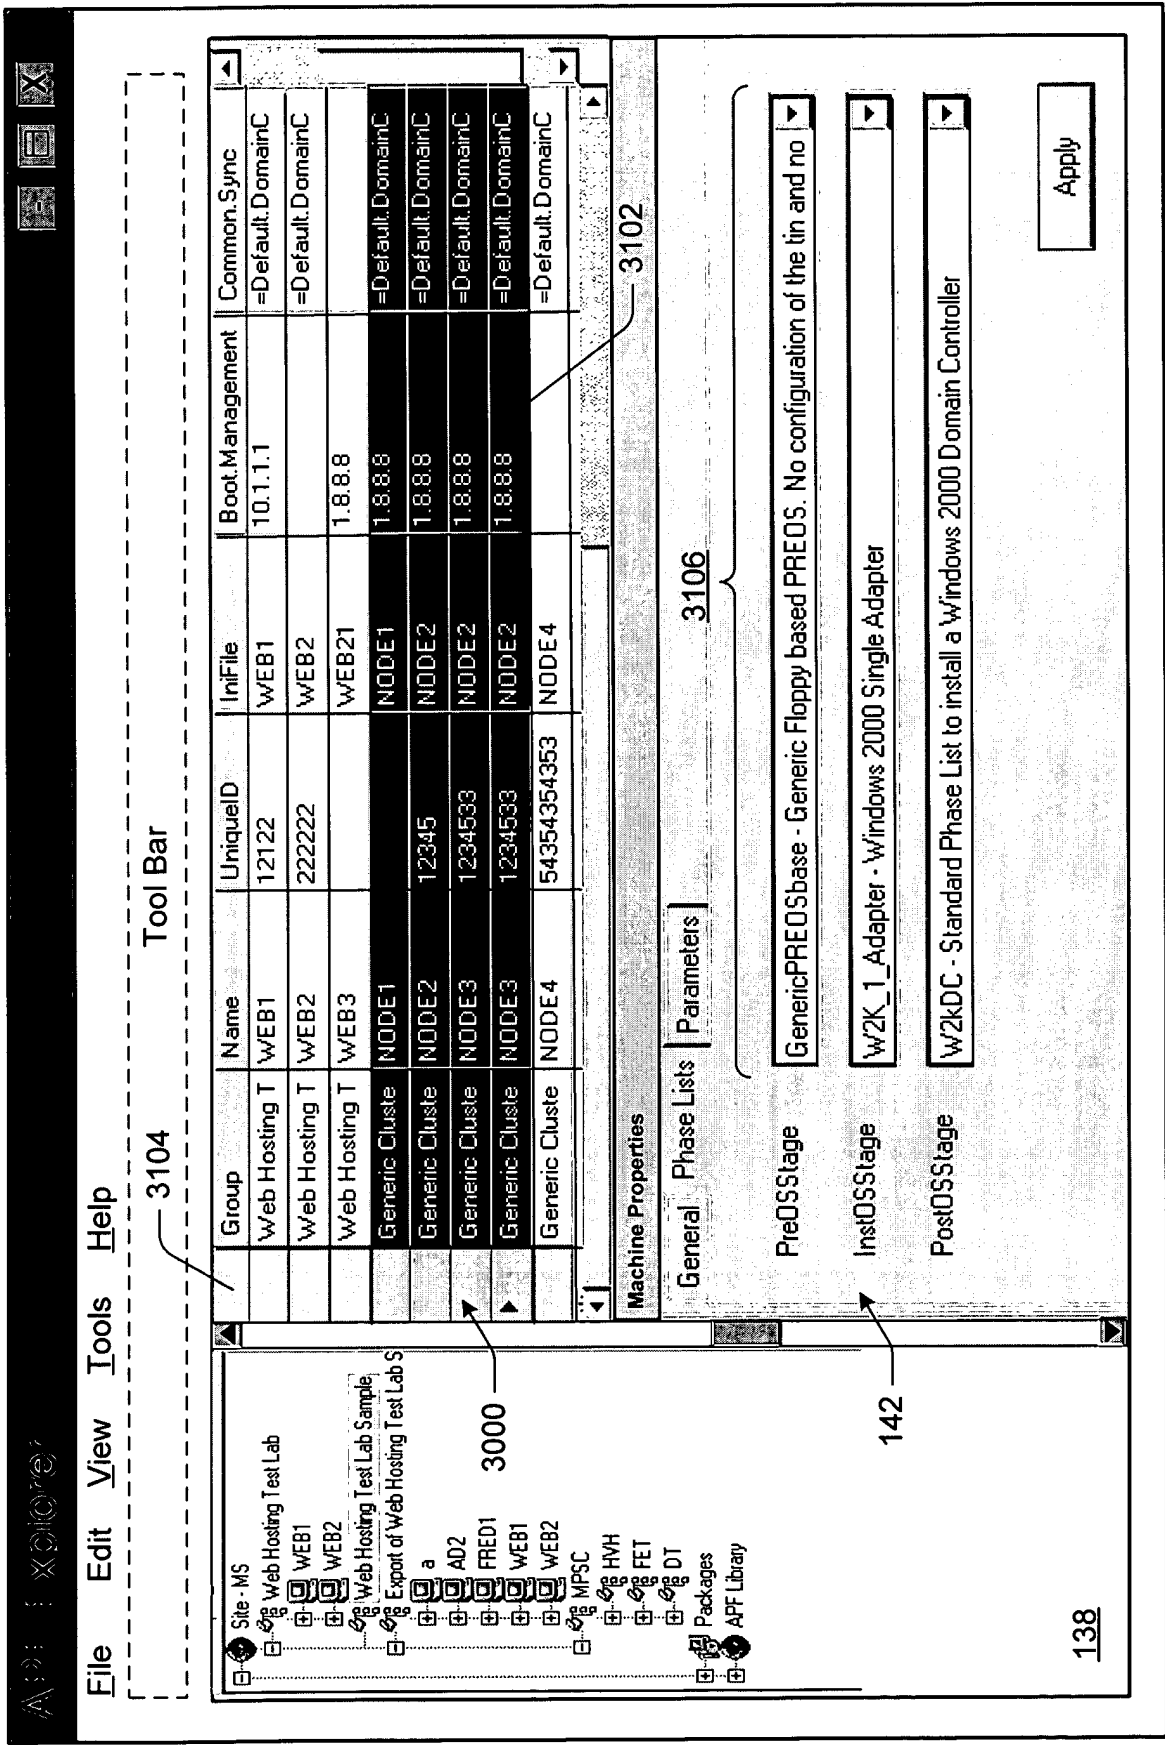 File Edit View Tools Help
3104
Tool Bar
Site - MS
Web Hosting Test Lab
WEB1
WEB2
Web Hosting Test Lab Sample
Export of Web Hosting Test Lab S
a
AD2
FRED1
WEB1
WEB2
MPSC
HVH
FET
DT
Packages
APF Library
138
3000
142
Group Name UniqueID IniFile Boot.Management Common.Sync
Web Hosting T WEB1 12122 WEB1 10.1.1.1 =Default.DomainC
Web Hosting T WEB2 222222 WEB2 =Default.DomainC
Web Hosting T WEB3 WEB21 1.8.8.8
Generic Cluste NODE1 NODE1 1.8.8.8 =Default.DomainC
Generic Cluste NODE2 12345 NODE2 1.8.8.8 =Default.DomainC
Generic Cluste NODE3 1234533 NODE2 1.8.8.8 =Default.DomainC
Generic Cluste NODE3 1234533 NODE2 1.8.8.8 =Default.DomainC
Generic Cluste NODE4 54354354353 NODE4 =Default.DomainC
3102
Machine Properties
General Phase Lists Parameters
3106
PreOSStage GenericPREOSbase - Generic Floppy based PREOS. No configuration of the tin and no
InstOSStage W2K_1_Adapter - Windows 2000 Single Adapter
PostOSStage W2kDC - Standard Phase List to install a Windows 2000 Domain Controller
Apply